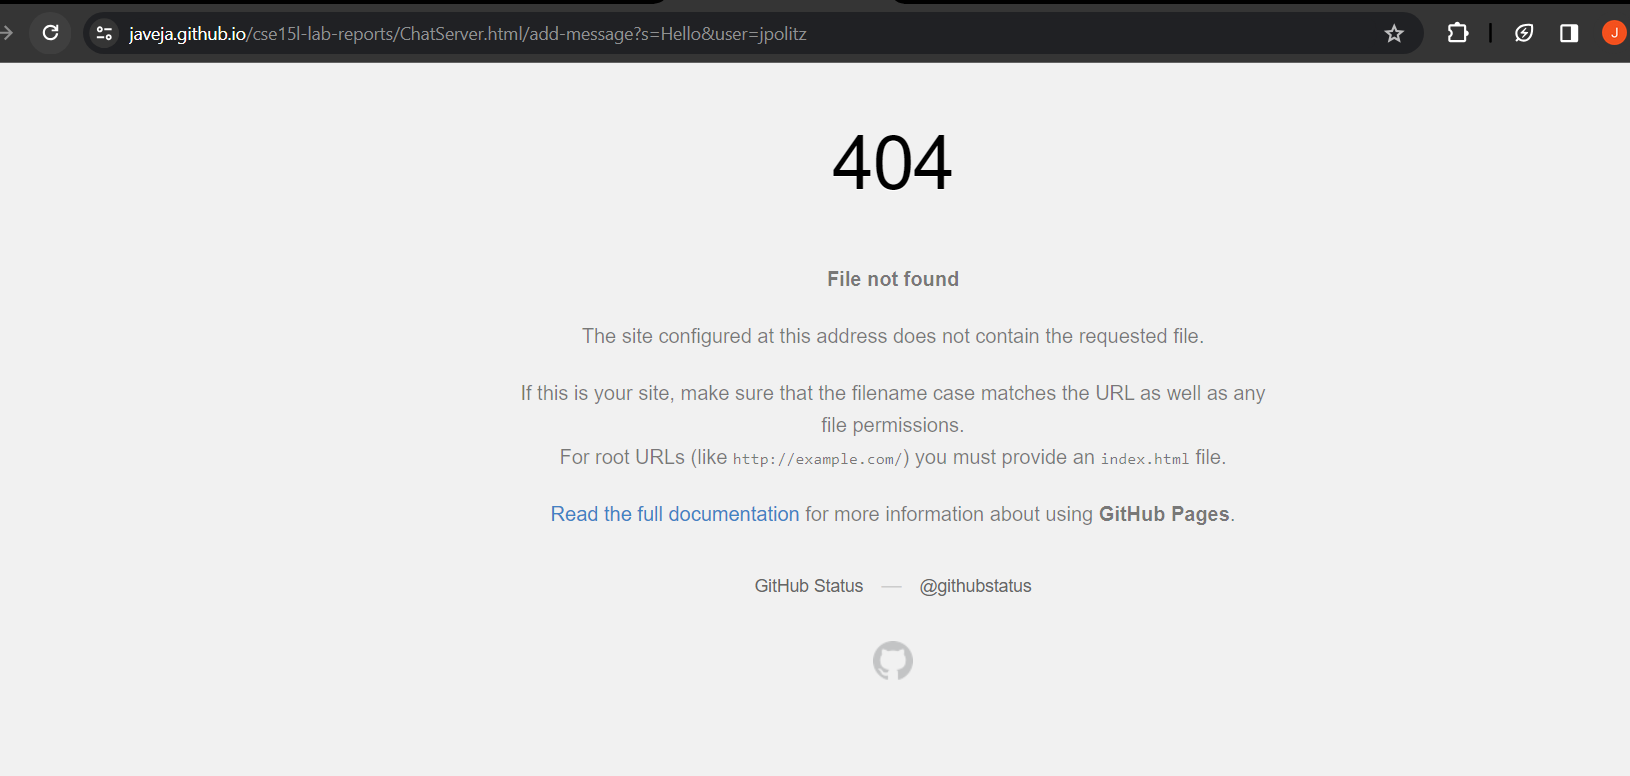 javeja.github.io/cse15l-lab-reports/ChatServer.html/add-message?s=Hello&user=jpolitz
J
404
File not found
The site configured at this address does not contain the requested file.
If this is your site, make sure that the filename case matches the URL as well as any
file permissions.
For root URLs (like http://example.com/) you must provide an index.html file.
Read the full documentation for more information about using GitHub Pages.
GitHub Status — @githubstatus